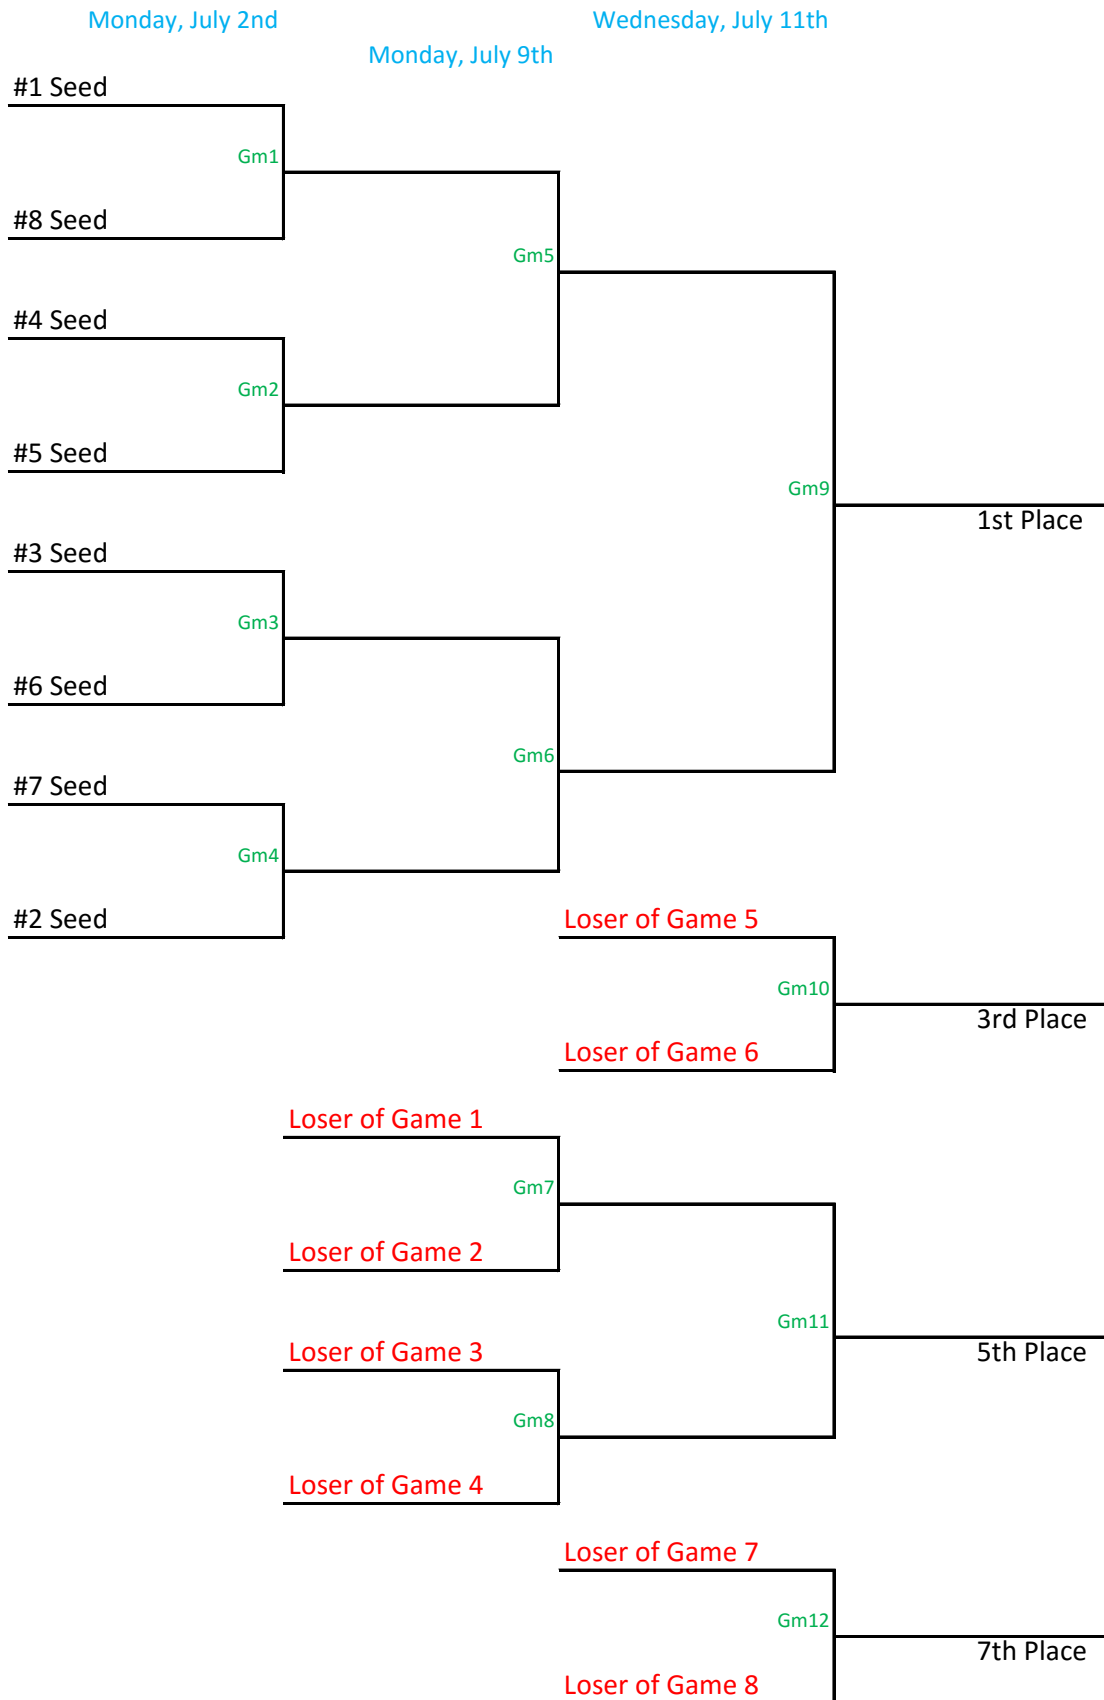 Monday, July 2nd
Wednesday, July 11th
Monday, July 9th
#1 Seed
Gm1
#8 Seed
Gm5
#4 Seed
Gm2
#5 Seed
Gm9
1st Place
#3 Seed
Gm3
#6 Seed
Gm6
#7 Seed
Gm4
#2 Seed
Loser of Game 5
Gm10
3rd Place
Loser of Game 6
Loser of Game 1
Gm7
Loser of Game 2
Gm11
5th Place
Loser of Game 3
Gm8
Loser of Game 4
Loser of Game 7
Gm12
7th Place
Loser of Game 8